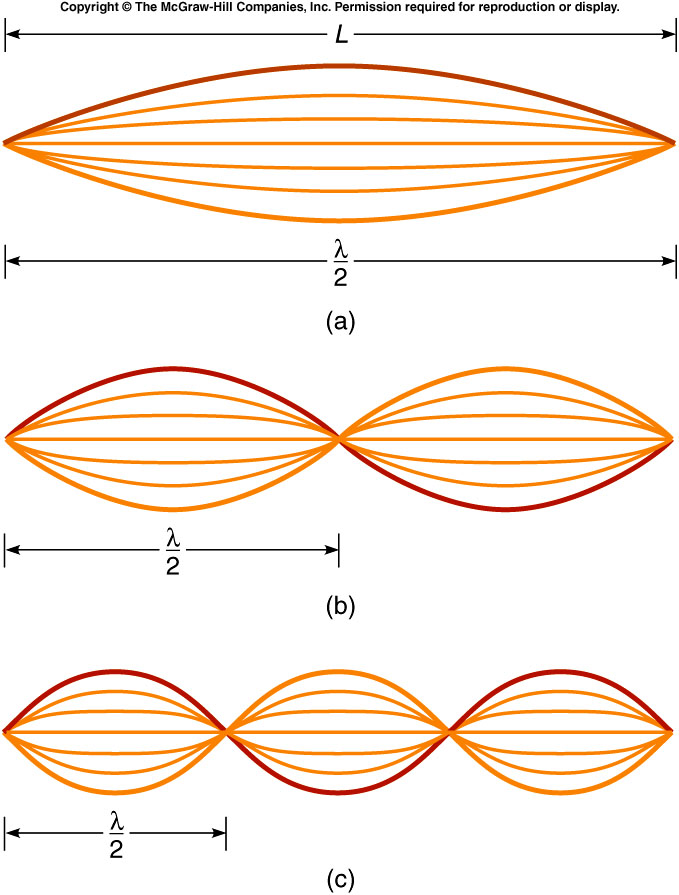 Copyright © The McGraw-Hill Companies, Inc. Permission required for reproduction or display.
L
λ
2
(a)
λ
2
(b)
λ
2
(c)